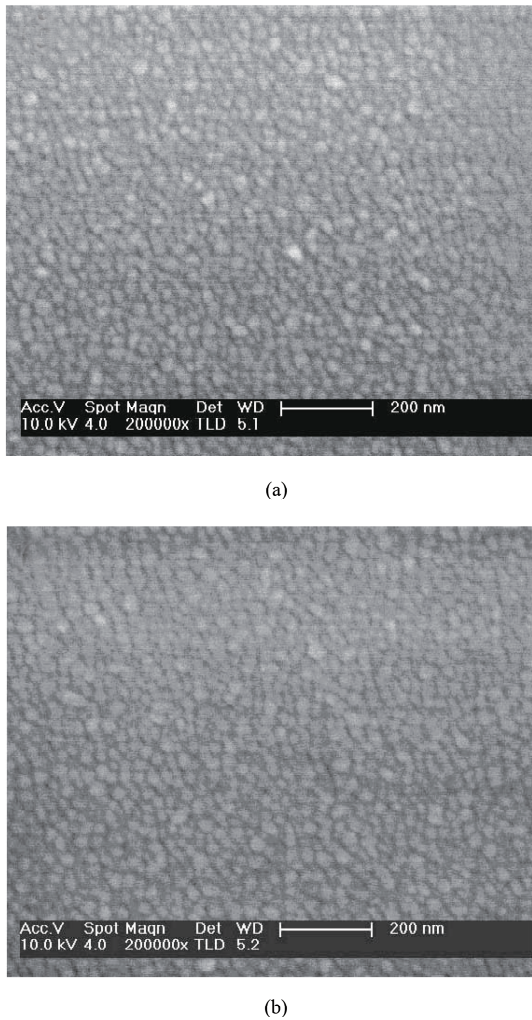 Acc.V Spot Magn Det WD 200 nm
10.0 kV 4.0 200000x TLD 5.1
(a)
Acc.V Spot Magn Det WD 200 nm
10.0 kV 4.0 200000x TLD 5.2
(b)